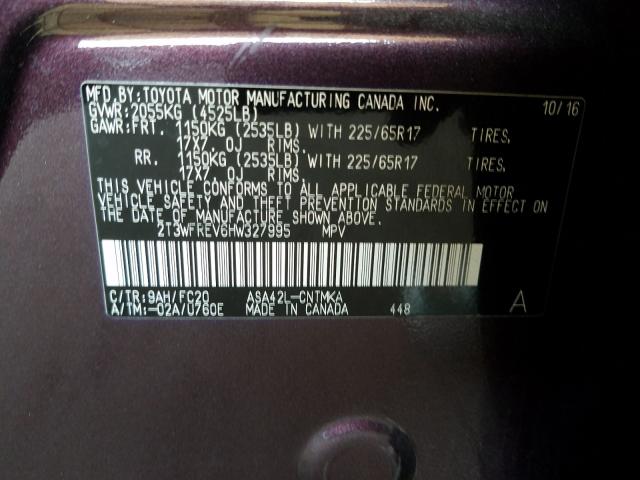 MFD.BY:TOYOTA MOTOR MANUFACTURING CANADA INC. 10/16
GVWR:2055KG (4525LB)
GAWR:FRT. 1150KG (2535LB) WITH 225/65R17 TIRES,
17X7.0J RIMS.
RR. 1150KG (2535LB) WITH 225/65R17 TIRES,
17X7.0J RIMS.
THIS VEHICLE CONFORMS TO ALL APPLICABLE FEDERAL MOTOR
VEHICLE SAFETY AND THEFT PREVENTION STANDARDS IN EFFECT ON
THE DATE OF MANUFACTURE SHOWN ABOVE.
2T3WFREV6HW327995 MPV
C/TR:9AH/FC20 ASA42L-CNTMKA
A/TM:-02A/U760E MADE IN CANADA 448 A